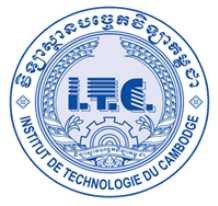 វិទ្យាស្ថានបច្ចេកវិទ្យាកម្ពុជា
I.T.C.
INSTITUT DE TECHNOLOGIE DU CAMBODGE